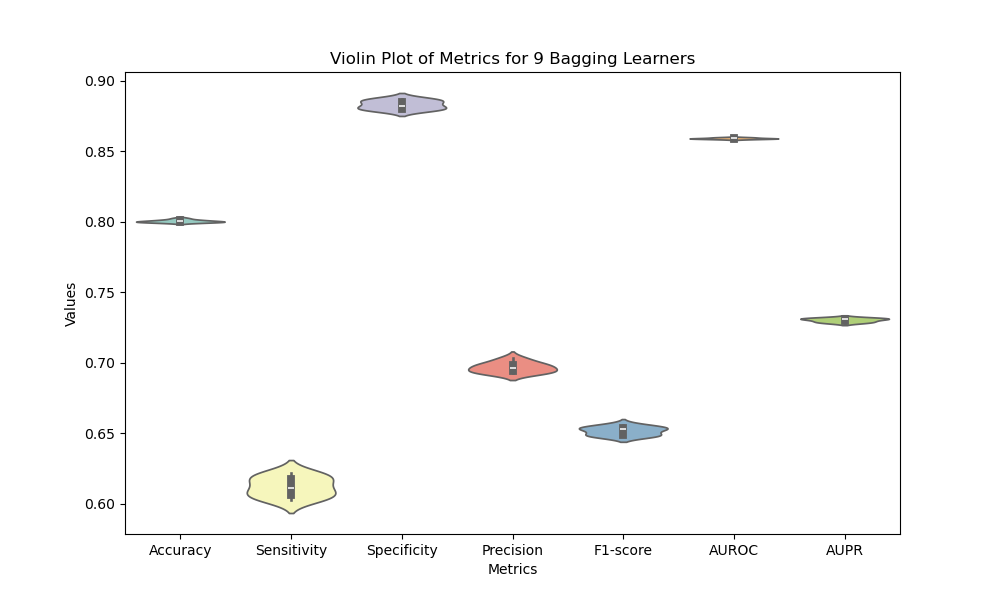 Violin Plot of Metrics for 9 Bagging Learners
0.90
0.85
0.80
0.75
0.70
0.65
0.60
Values
Accuracy Sensitivity Specificity Precision F1-score AUROC AUPR
Metrics